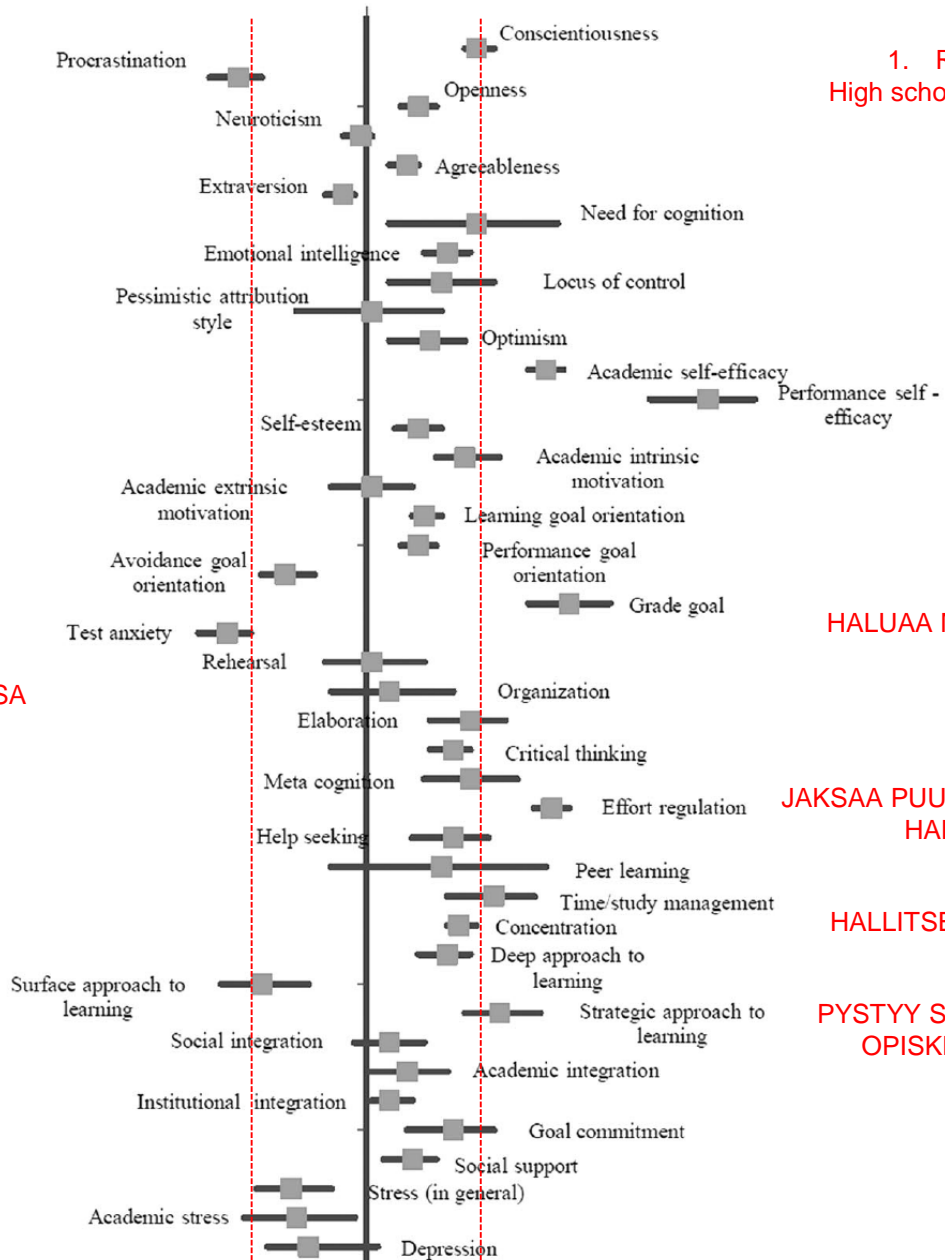 Conscientiousness
Procrastination
1. R
High scho
Openness
Neuroticism
Agreeableness
Extraversion
Need for cognition
Emotional intelligence
Locus of control
Pessimistic attribution
style
Optimism
Academic self-efficacy
Performance self -
efficacy
Self-esteem
Academic intrinsic
motivation
Academic extrinsic
motivation
Learning goal orientation
Performance goal
orientation
Avoidance goal
orientation
Grade goal
Test anxiety
HALUAA
Rehearsal
SA
Organization
Elaboration
Critical thinking
Meta cognition
Effort regulation
JAKSAA PUU
HAL
Help seeking
Peer learning
Time/study management
Concentration
HALLITSE
Deep approach to
learning
Surface approach to
learning
Strategic approach to
learning
PYSTYY S
OPISKE
Social integration
Academic integration
Institutional integration
Goal commitment
Social support
Stress (in general)
Academic stress
Depression